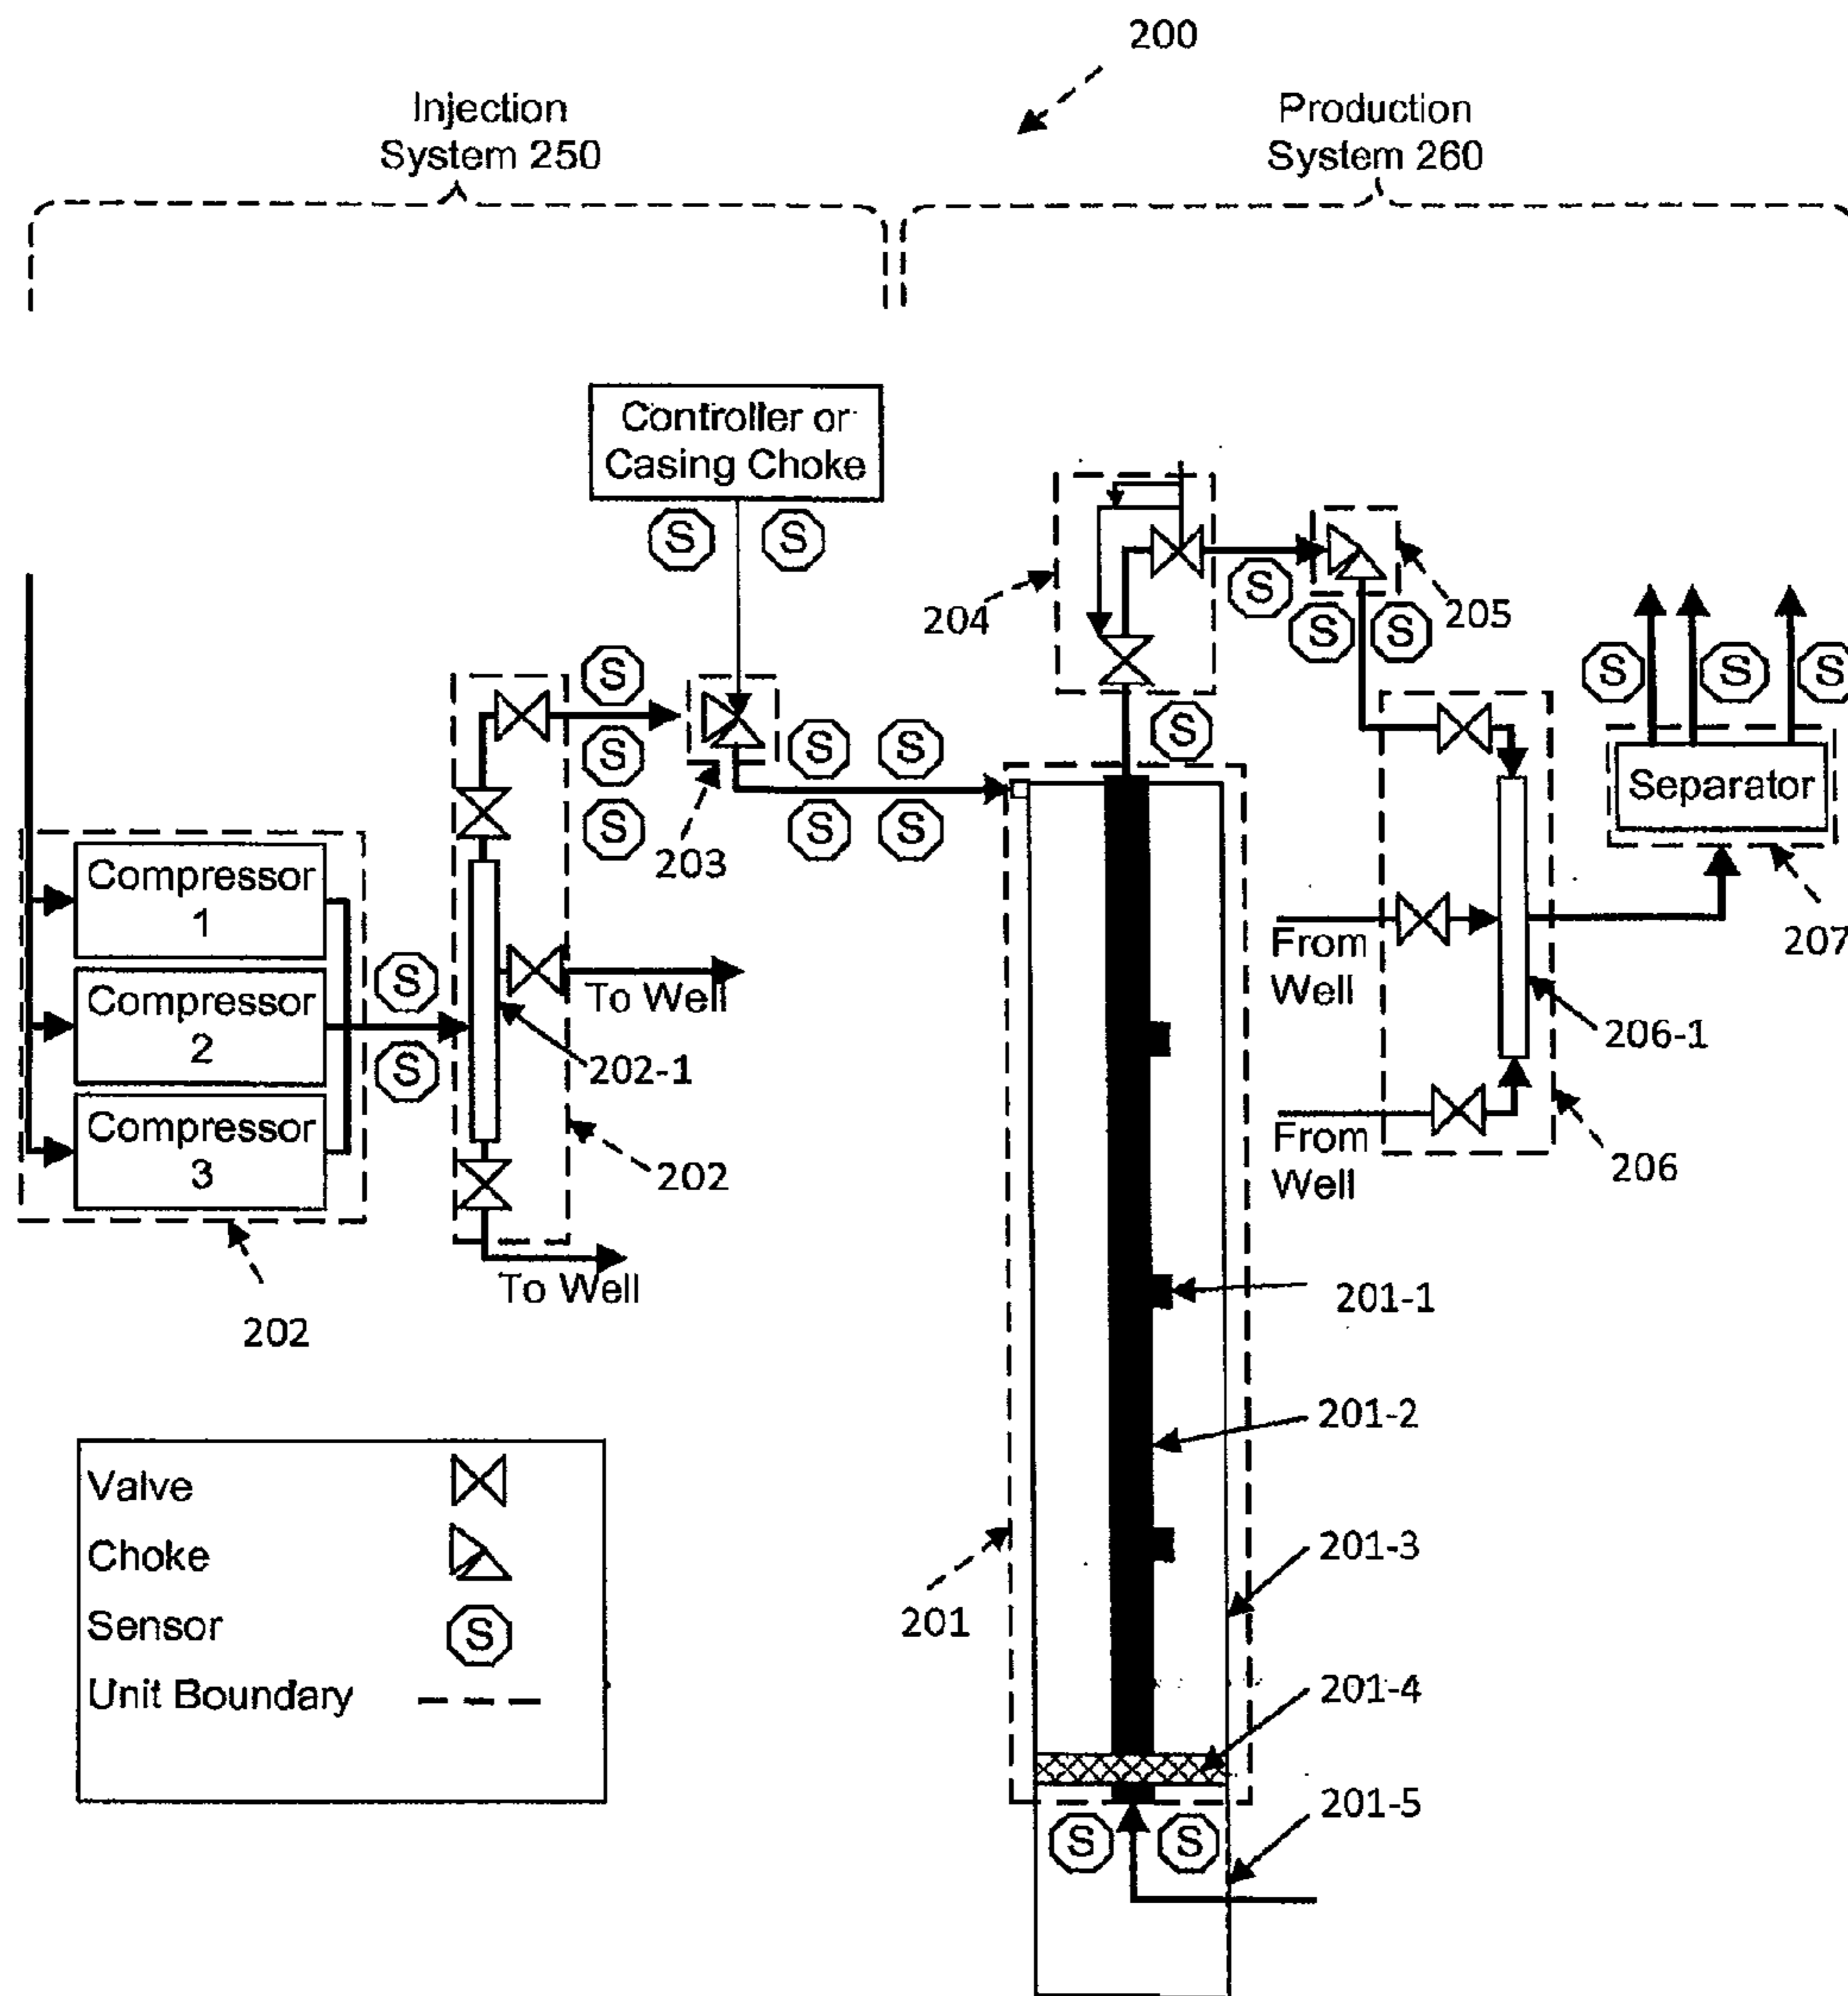 200
Injection
System 250
Production
System 260
Controller or
Casing Choke
S S
204
S
205
S S
S S S
S
S
203
S S
S S
S
S
Separator
207
Compressor
1
Compressor
2
Compressor
3
S
S
To Well
202-1
202
To Well
202
From
Well
206-1
From
Well
206
201-1
201-2
201-3
201
201-4
201-5
S S
Valve
Choke
Sensor S
Unit Boundary